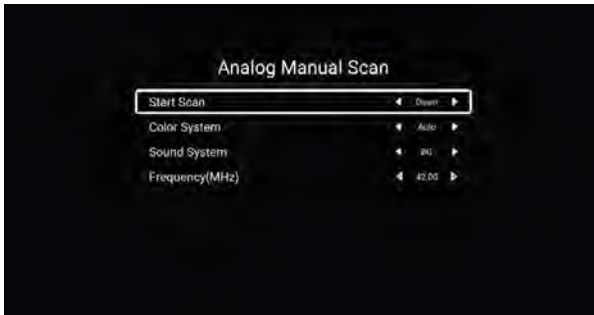 Analog Manual Scan
Start Scan Down
Color System Auto
Sound System BG
Frequency(MHz) 42.00